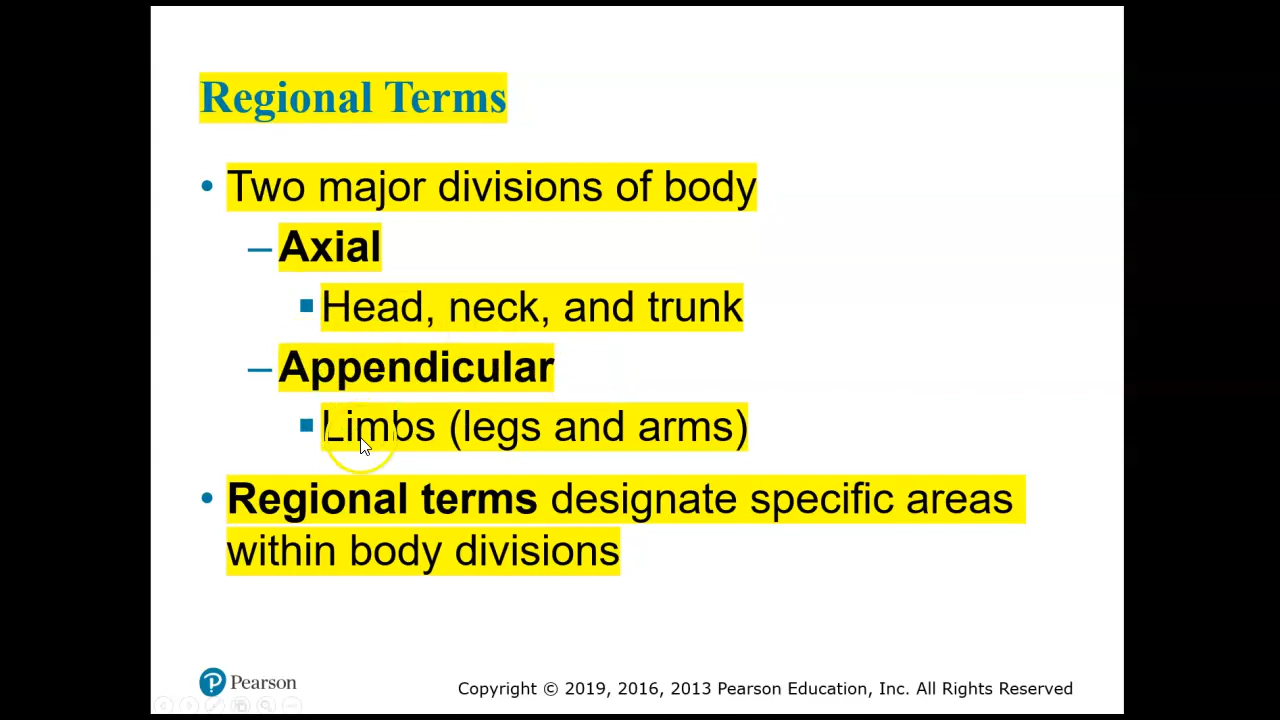 Regional Terms
• Two major divisions of body
– Axial
▪ Head, neck, and trunk
– Appendicular
▪ Limbs (legs and arms)
• Regional terms designate specific areas
within body divisions
P Pearson
Copyright © 2019, 2016, 2013 Pearson Education, Inc. All Rights Reserved